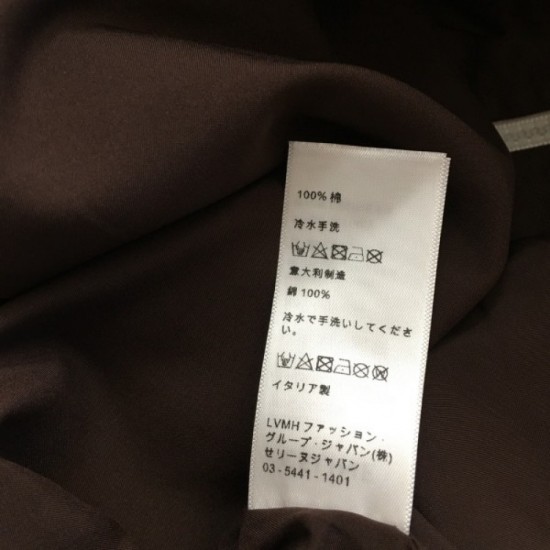 100% 棉
冷水手洗
意大利制造
綿 100%
冷水で手洗いしてくださ
い。
イタリア製
LVMH ファッション・
グループ・ジャパン(株)
セリーヌジャパン
03-5441-1401